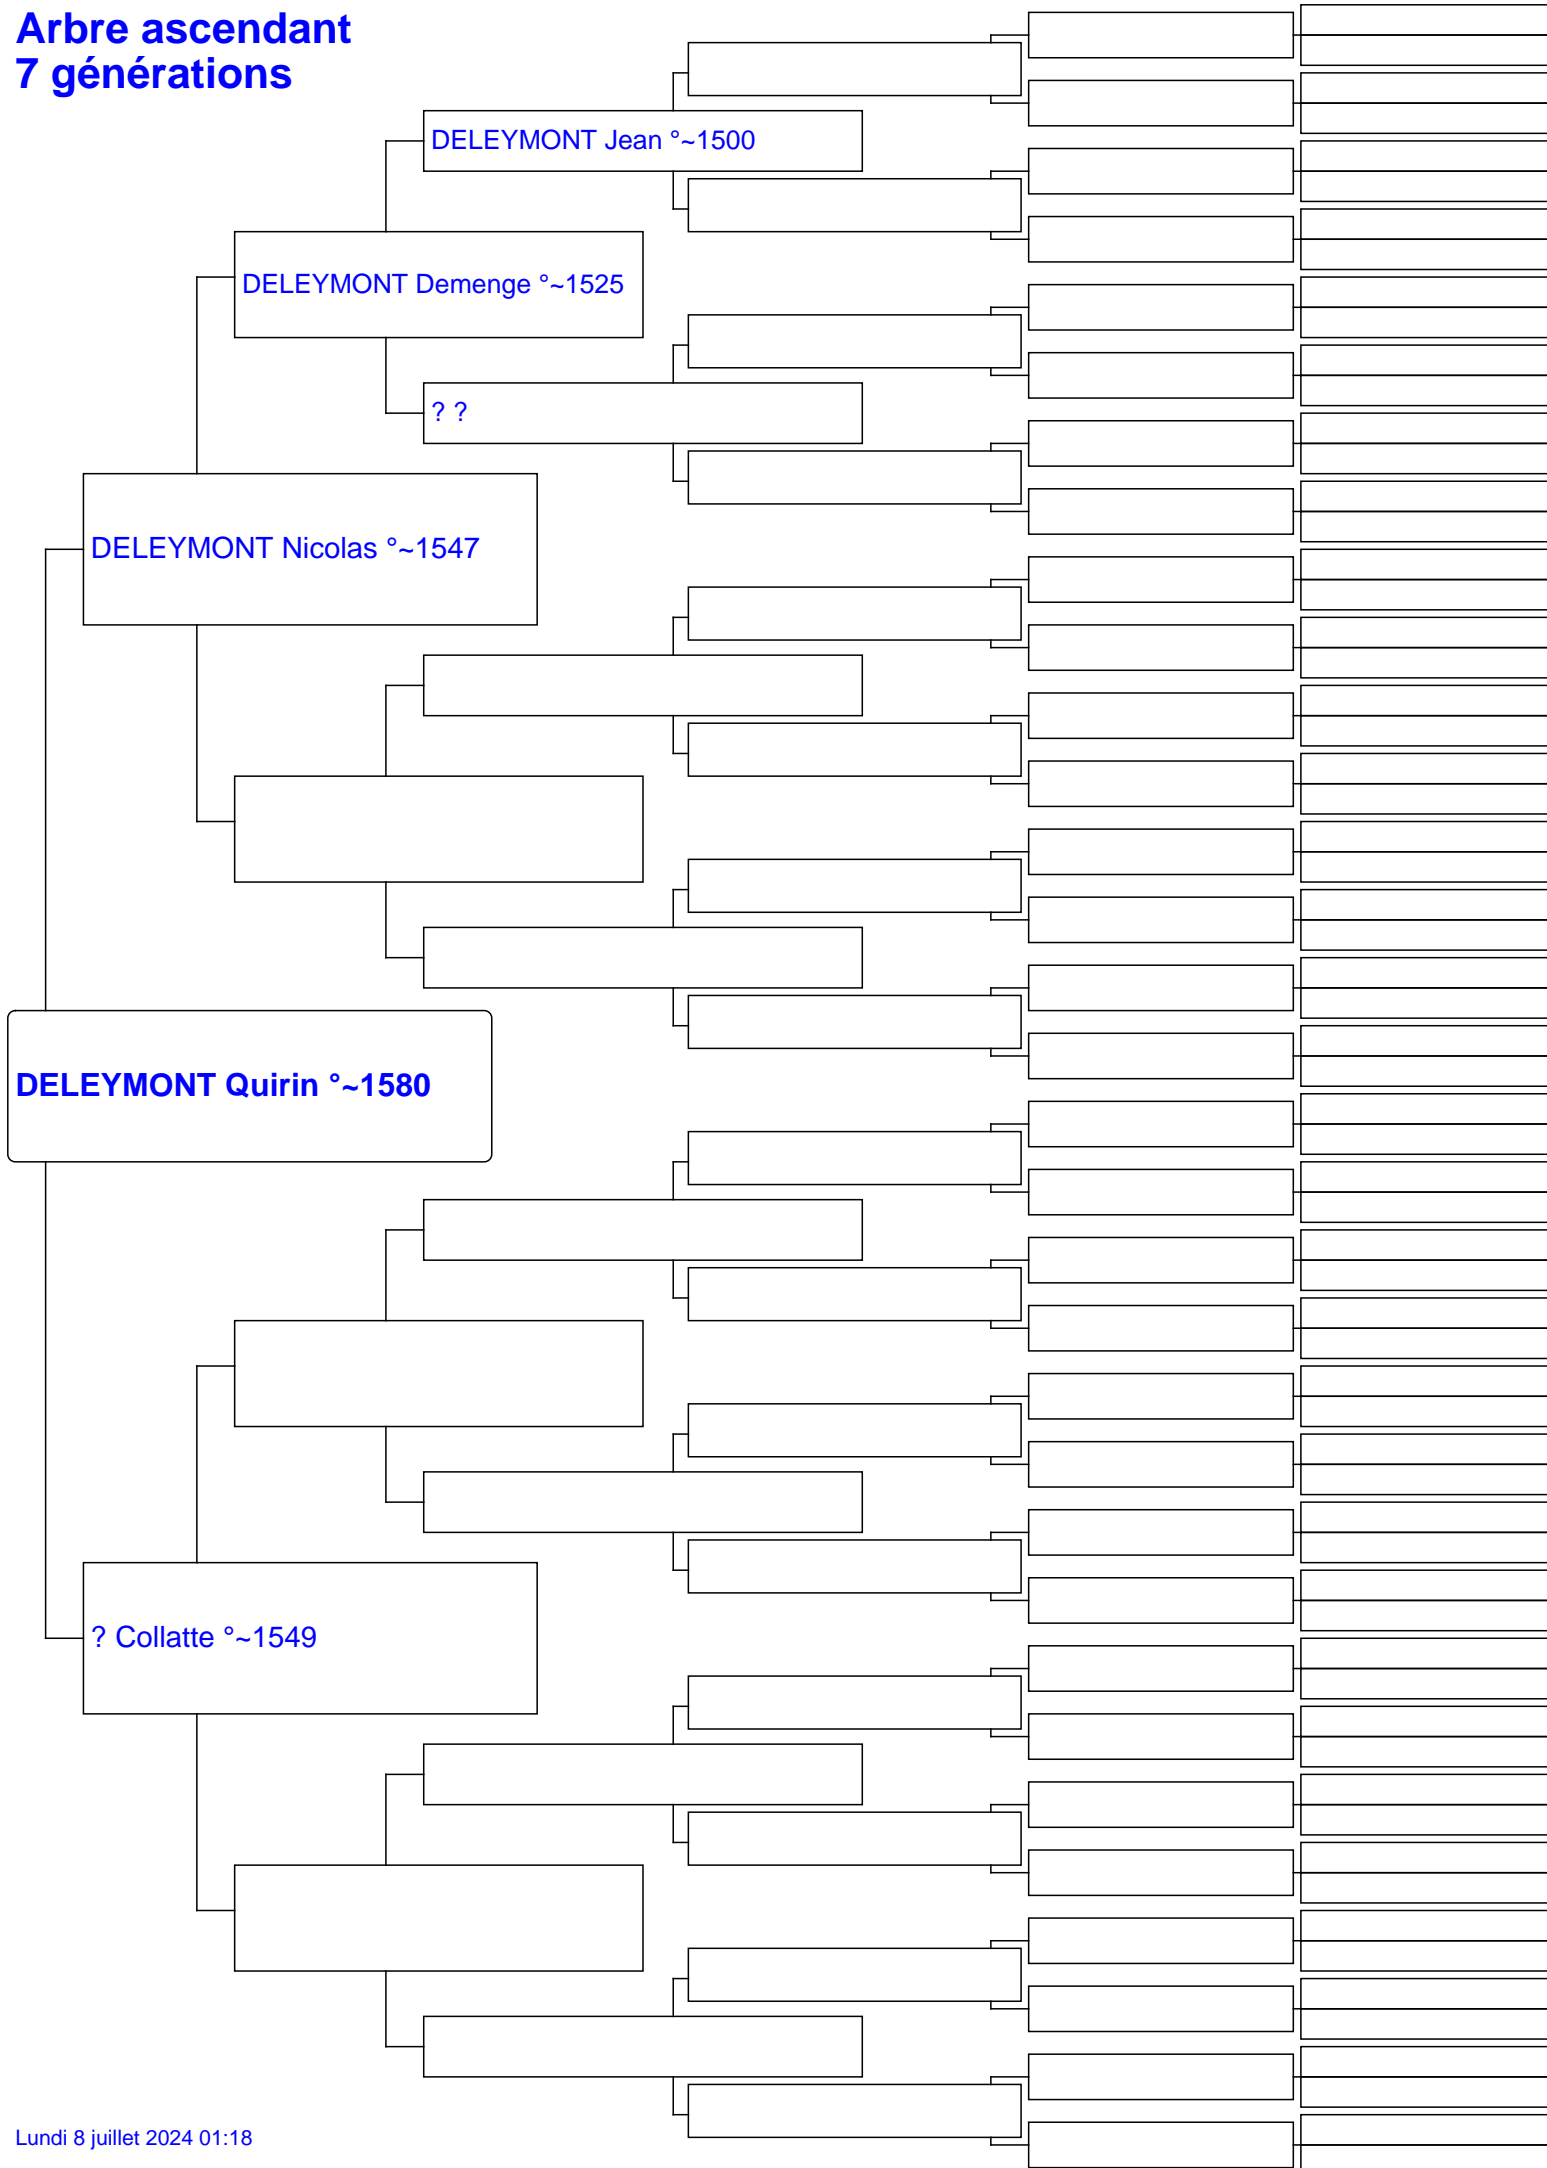 Arbre ascendant
7 générations
DELEYMONT Jean °~1500
DELEYMONT Demenge °~1525
? ?
DELEYMONT Nicolas °~1547
DELEYMONT Quirin °~1580
? Collatte °~1549
Lundi 8 juillet 2024 01:18